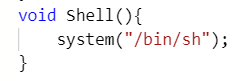 void Shell(){
    system("/bin/sh");
}